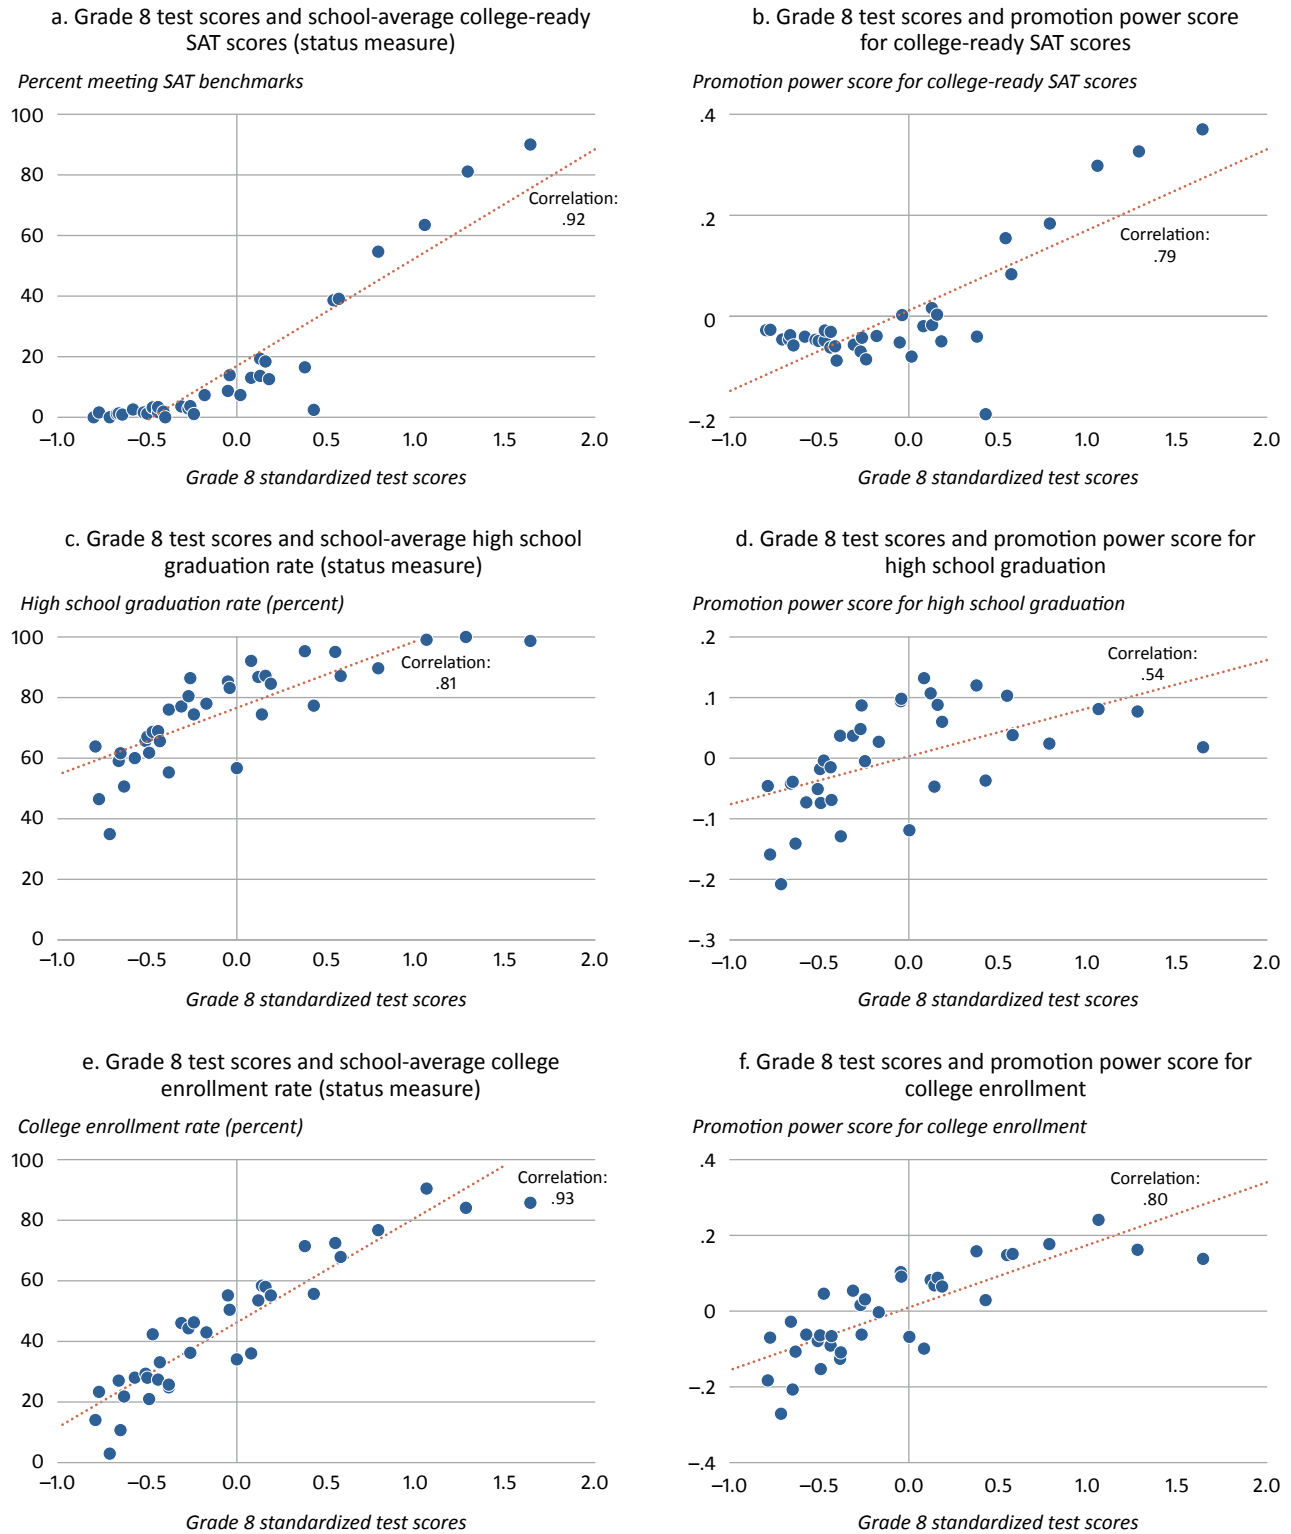 a. Grade 8 test scores and school-average college-ready
SAT scores (status measure)
Percent meeting SAT benchmarks
100
80
60
40
20
0
Correlation:
.92
–1.0 –0.5 0.0 0.5 1.0 1.5 2.0
Grade 8 standardized test scores
b. Grade 8 test scores and promotion power score
for college-ready SAT scores
Promotion power score for college-ready SAT scores
.4
.2
0
–.2
Correlation:
.79
–1.0 –0.5 0.0 0.5 1.0 1.5 2.0
Grade 8 standardized test scores
c. Grade 8 test scores and school-average high school
graduation rate (status measure)
High school graduation rate (percent)
100
80
60
40
20
0
Correlation:
.81
–1.0 –0.5 0.0 0.5 1.0 1.5 2.0
Grade 8 standardized test scores
d. Grade 8 test scores and promotion power score for
high school graduation
Promotion power score for high school graduation
.2
.1
0
–.1
–.2
–.3
Correlation:
.54
–1.0 –0.5 0.0 0.5 1.0 1.5 2.0
Grade 8 standardized test scores
e. Grade 8 test scores and school-average college
enrollment rate (status measure)
College enrollment rate (percent)
100
80
60
40
20
0
Correlation:
.93
–1.0 –0.5 0.0 0.5 1.0 1.5 2.0
Grade 8 standardized test scores
f. Grade 8 test scores and promotion power score for
college enrollment
Promotion power score for college enrollment
.4
.2
0
–.2
–.4
Correlation:
.80
–1.0 –0.5 0.0 0.5 1.0 1.5 2.0
Grade 8 standardized test scores